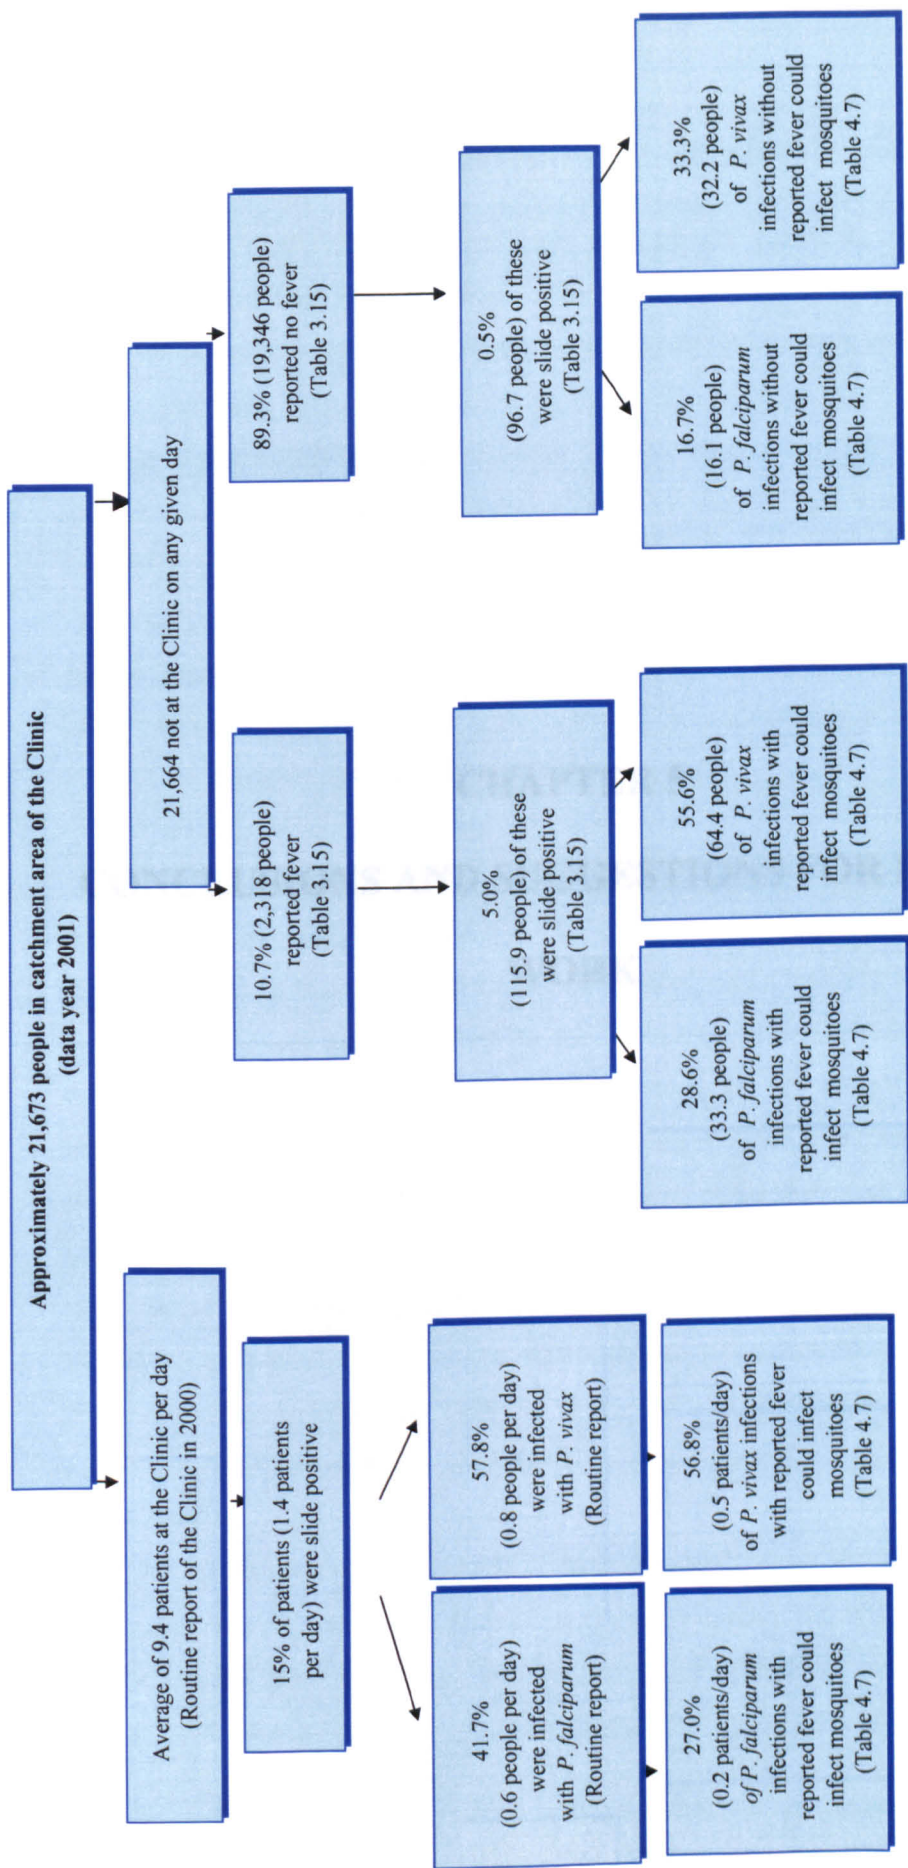 Approximately 21,673 people in catchment area of the Clinic
(data year 2001)
Average of 9.4 patients at the Clinic per day
(Routine report of the Clinic in 2000)
21,664 not at the Clinic on any given day
15% of patients (1.4 patients
per day) were slide positive
10.7% (2,318 people)
reported fever
(Table 3.15)
89.3% (19,346 people)
reported no fever
(Table 3.15)
41.7%
(0.6 people per day)
were infected
with P. falciparum
(Routine report)
57.8%
(0.8 people per day)
were infected
with P. vivax
(Routine report)
5.0%
(115.9 people) of these
were slide positive
(Table 3.15)
0.5%
(96.7 people) of these
were slide positive
(Table 3.15)
27.0%
(0.2 patients/day)
of P. falciparum
infections with
reported fever could
infect mosquitoes
(Table 4.7)
56.8%
(0.5 patients/day)
of P. vivax infections
with reported fever
could infect
mosquitoes
(Table 4.7)
28.6%
(33.3 people)
of P. falciparum
infections with
reported fever could
infect mosquitoes
(Table 4.7)
55.6%
(64.4 people)
of P. vivax
infections with
reported fever could
infect mosquitoes
(Table 4.7)
16.7%
(16.1 people)
of P. falciparum
infections without
reported fever could
infect mosquitoes
(Table 4.7)
33.3%
(32.2 people)
of P. vivax
infections without
reported fever could
infect mosquitoes
(Table 4.7)